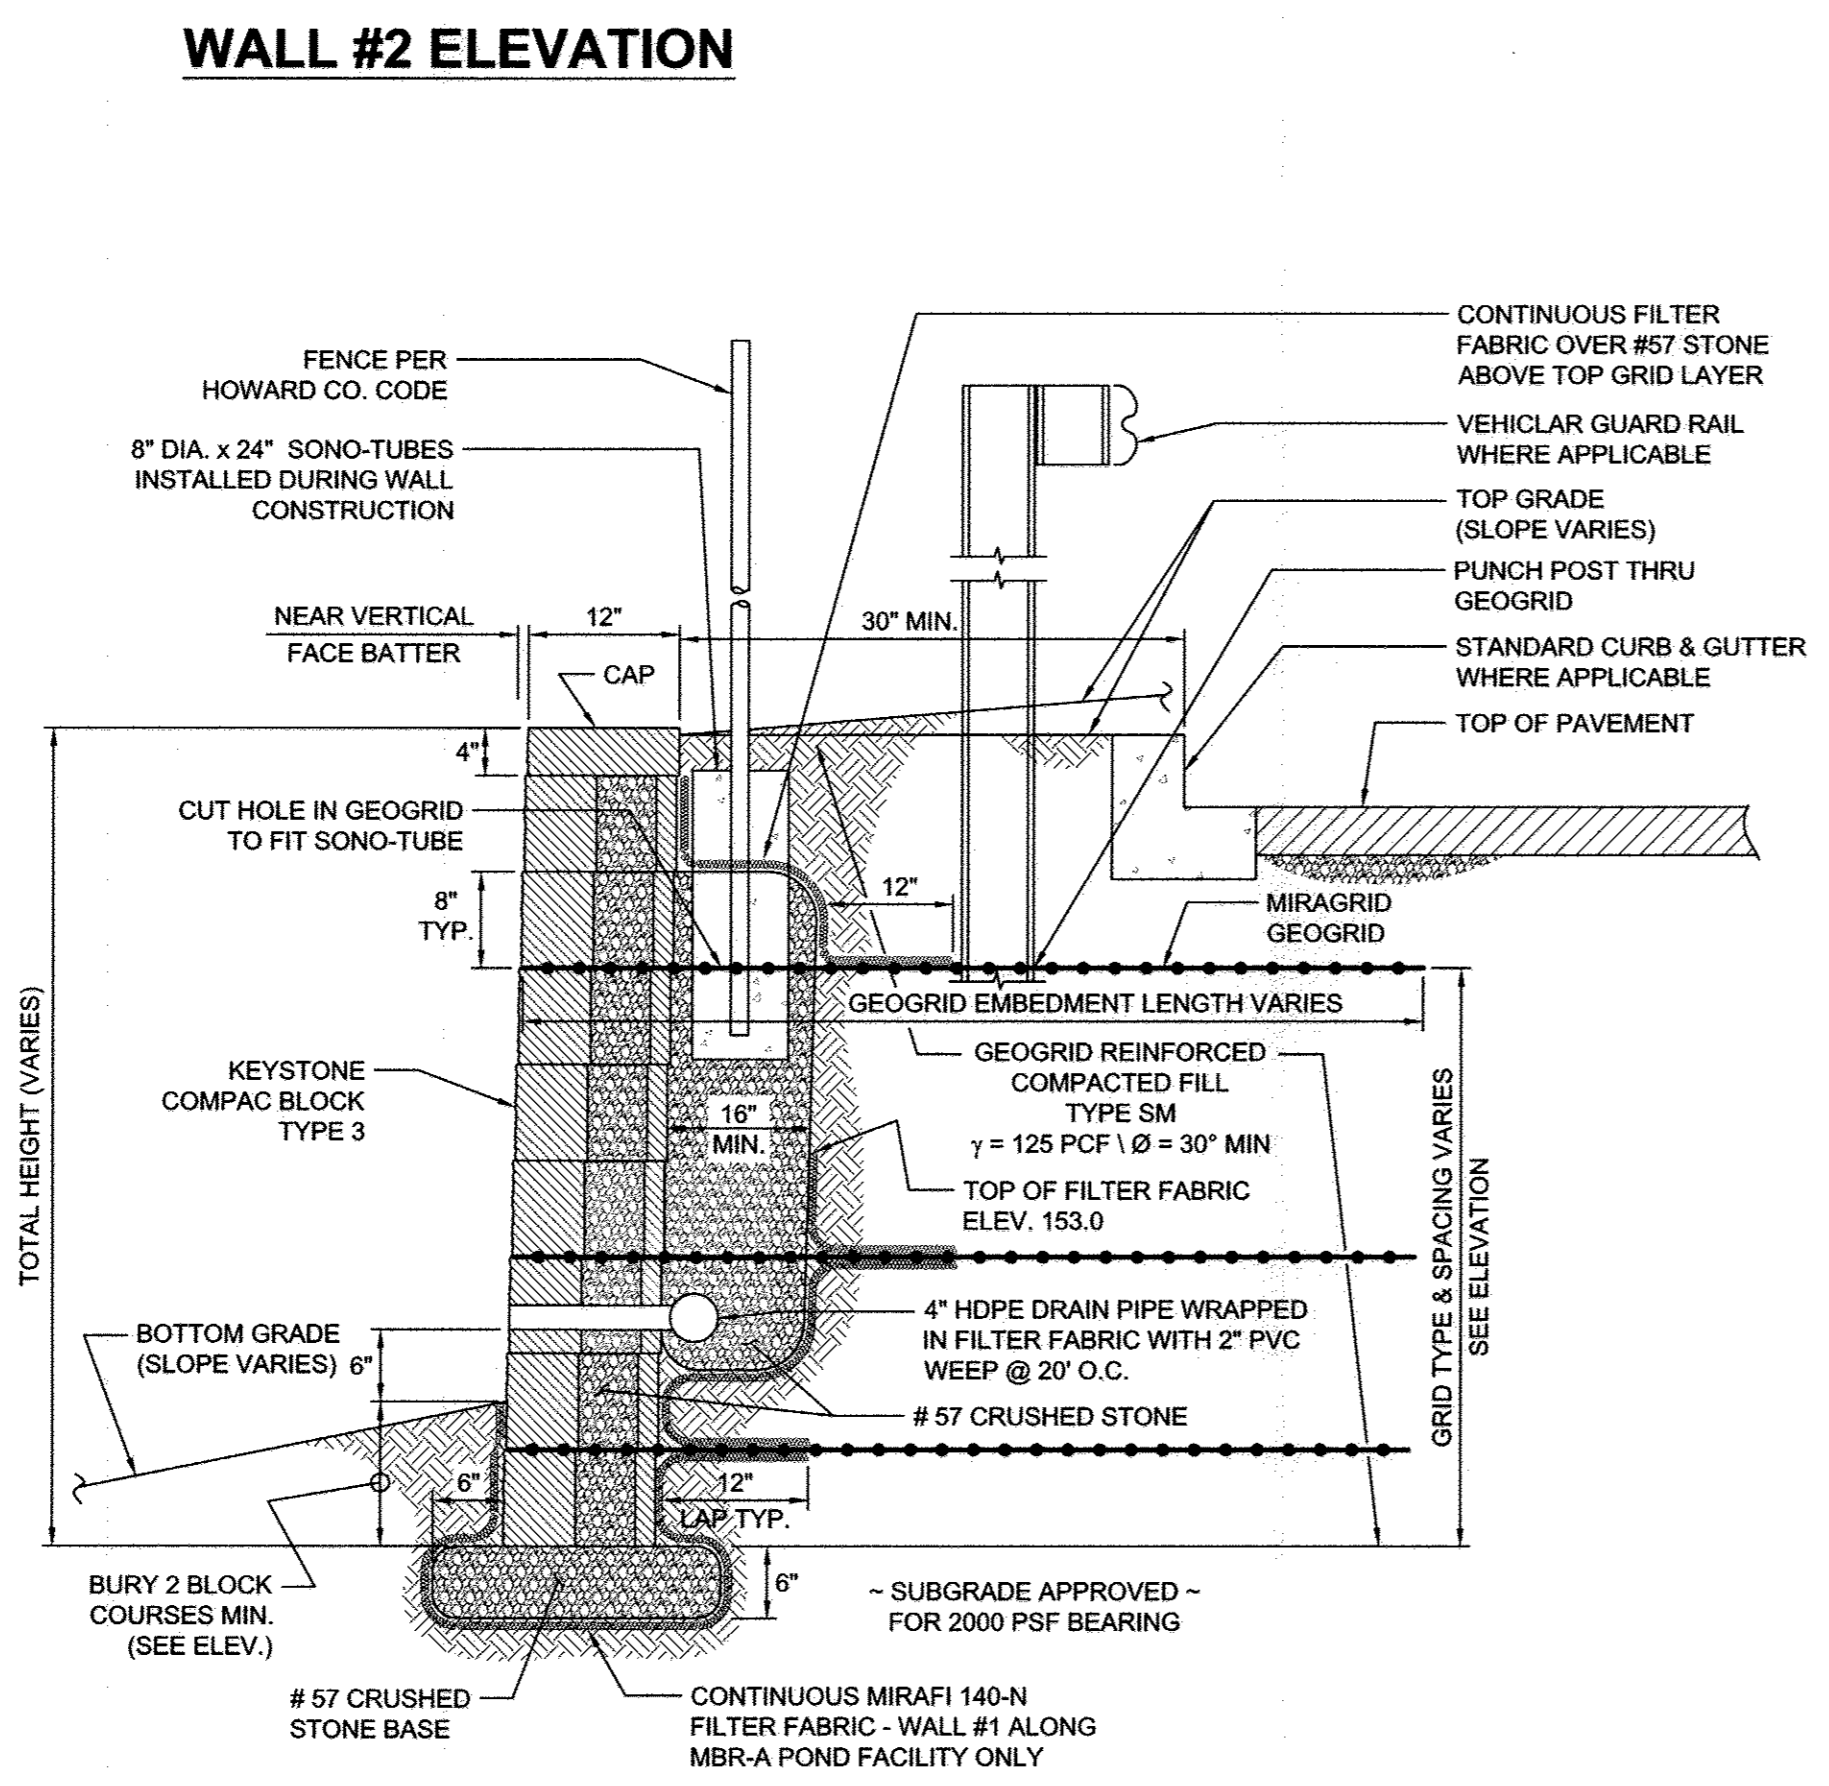 WALL #2 ELEVATION
FENCE PER
HOWARD CO. CODE
8" DIA. x 24" SONO-TUBES
INSTALLED DURING WALL
CONSTRUCTION
NEAR VERTICAL
FACE BATTER
12"
30" MIN.
CAP
4"
CUT HOLE IN GEOGRID
TO FIT SONO-TUBE
8"
TYP.
12"
CONTINUOUS FILTER
FABRIC OVER #57 STONE
ABOVE TOP GRID LAYER
VEHICLAR GUARD RAIL
WHERE APPLICABLE
TOP GRADE
(SLOPE VARIES)
PUNCH POST THRU
GEOGRID
STANDARD CURB & GUTTER
WHERE APPLICABLE
TOP OF PAVEMENT
MIRAGRID
GEOGRID
GEOGRID EMBEDMENT LENGTH VARIES
GEOGRID REINFORCED
COMPACTED FILL
TYPE SM
γ = 125 PCF \ Ø = 30° MIN
TOTAL HEIGHT (VARIES)
KEYSTONE
COMPAC BLOCK
TYPE 3
16"
MIN.
TOP OF FILTER FABRIC
ELEV. 153.0
GRID TYPE & SPACING VARIES
SEE ELEVATION
4" HDPE DRAIN PIPE WRAPPED
IN FILTER FABRIC WITH 2" PVC
WEEP @ 20' O.C.
BOTTOM GRADE
(SLOPE VARIES)
6"
# 57 CRUSHED STONE
6"
12"
LAP TYP.
BURY 2 BLOCK
COURSES MIN.
(SEE ELEV.)
6"
~ SUBGRADE APPROVED ~
FOR 2000 PSF BEARING
# 57 CRUSHED
STONE BASE
CONTINUOUS MIRAFI 140-N
FILTER FABRIC - WALL #1 ALONG
MBR-A POND FACILITY ONLY